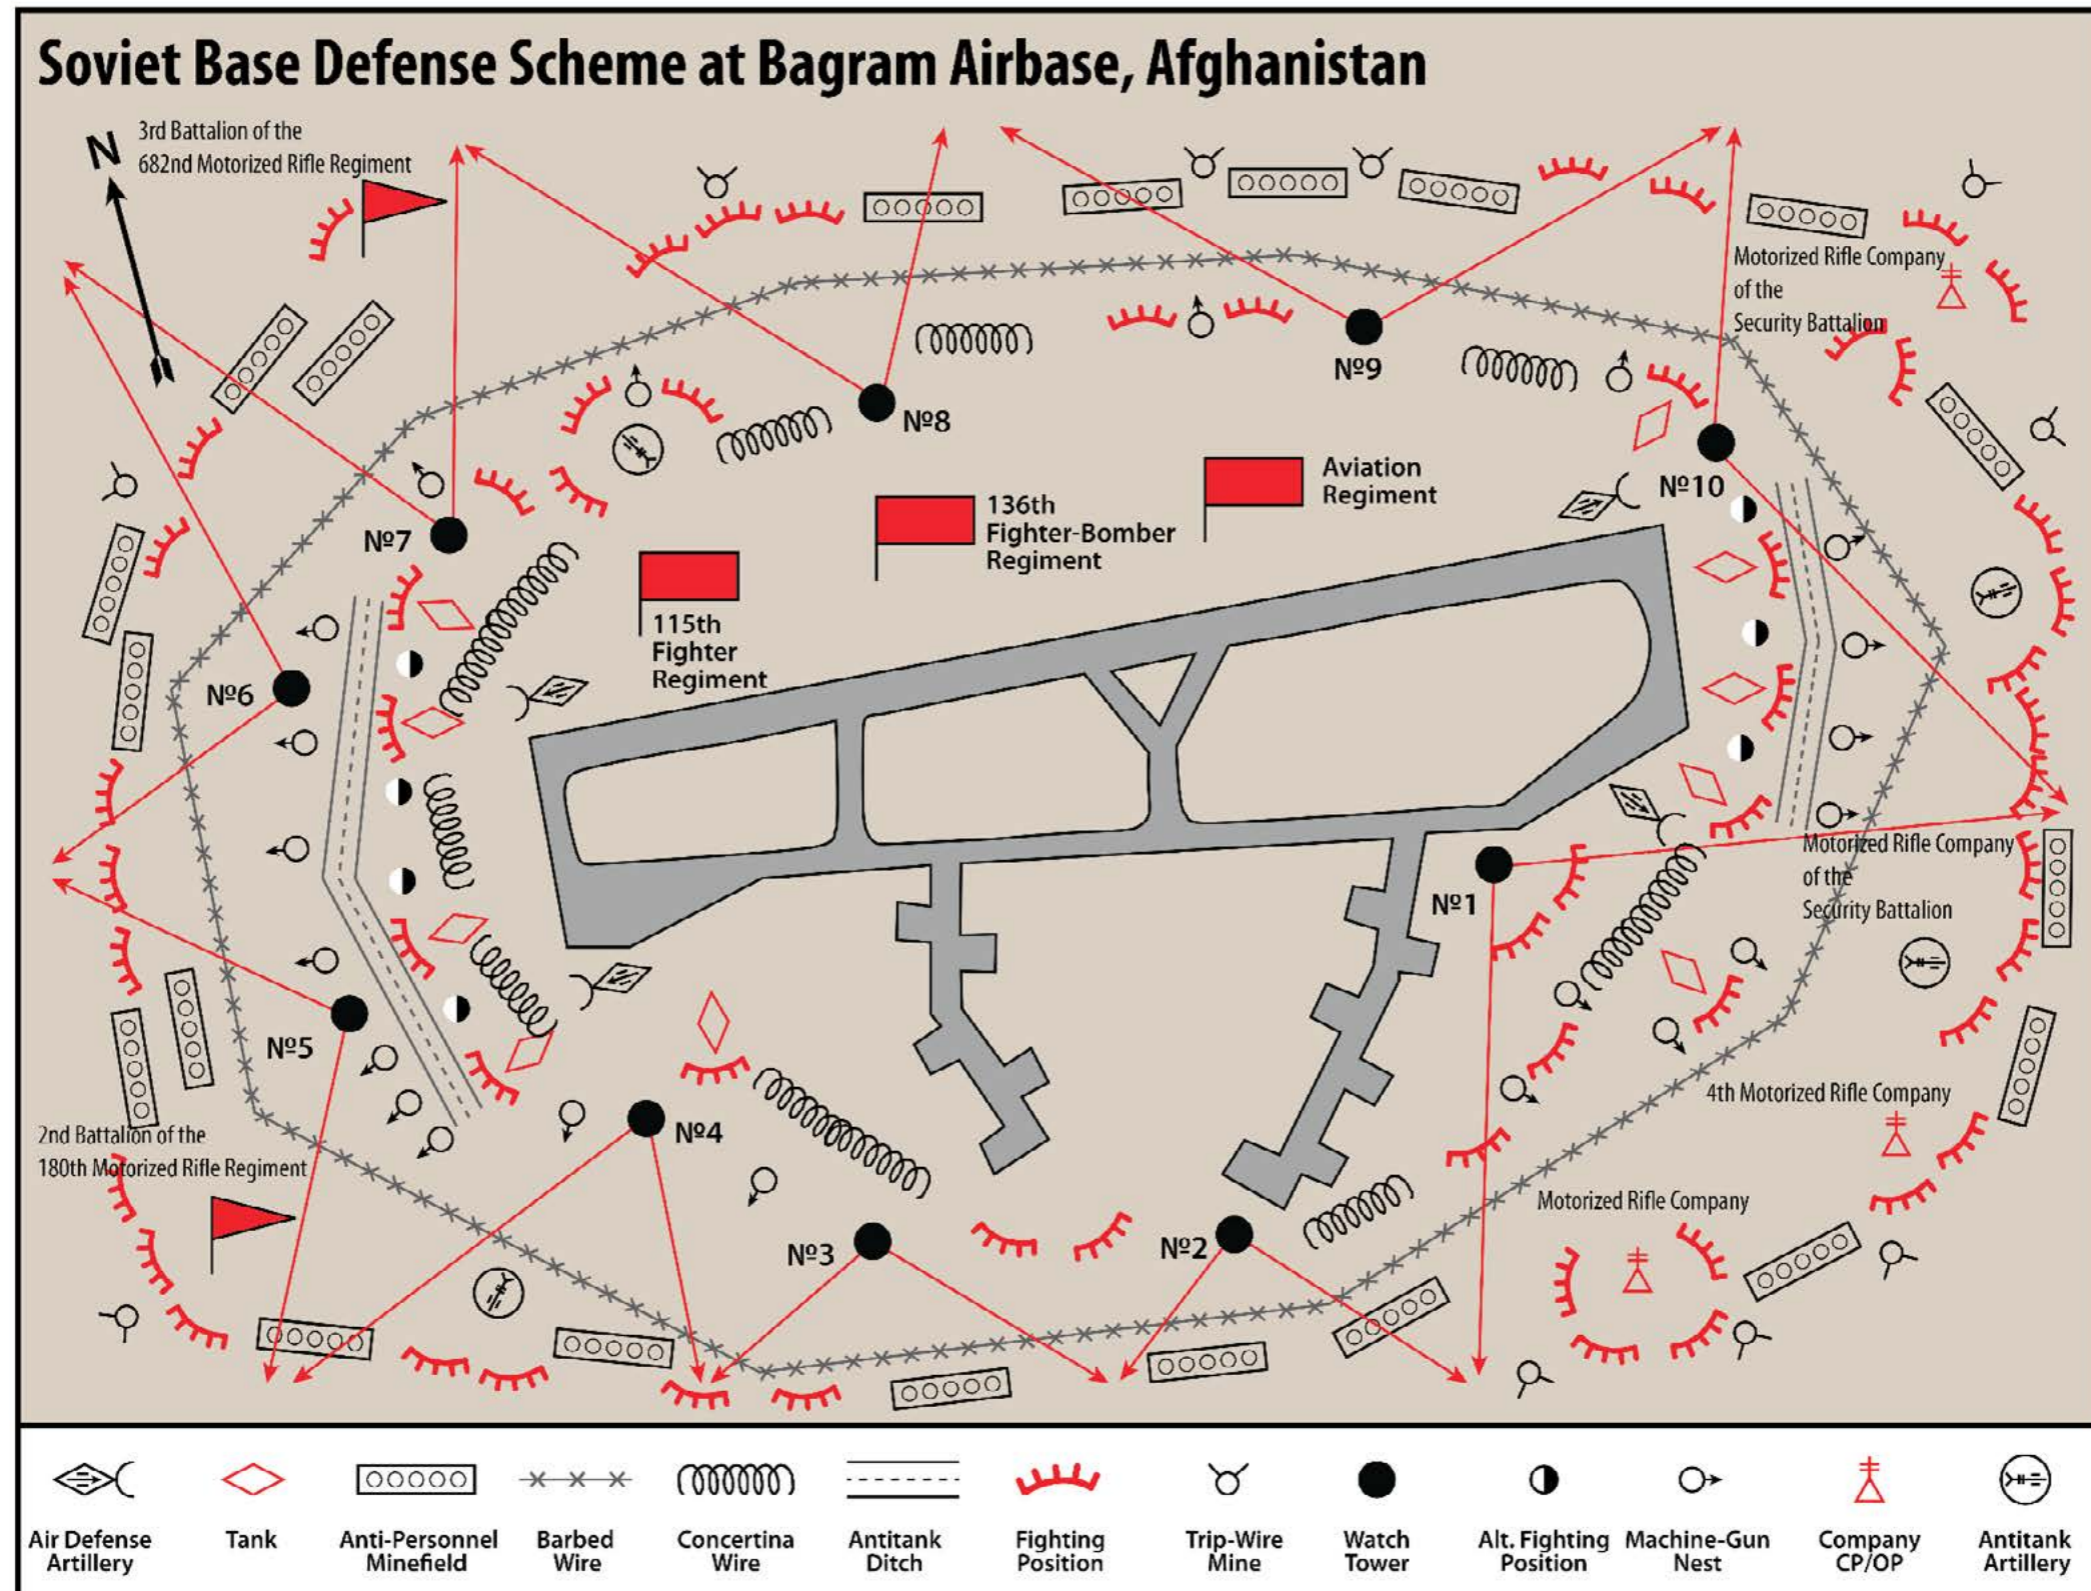 Soviet Base Defense Scheme at Bagram Airbase, Afghanistan
N
3rd Battalion of the
682nd Motorized Rifle Regiment
Motorized Rifle Company
of the
Security Battalion
№9
№8
№10
Aviation
Regiment
136th
Fighter-Bomber
Regiment
№7
115th
Fighter
Regiment
№6
Motorized Rifle Company
of the
Security Battalion
№1
№5
4th Motorized Rifle Company
2nd Battalion of the
180th Motorized Rifle Regiment
№4
Motorized Rifle Company
№3
№2
Air Defense
Artillery
Tank
Anti-Personnel
Minefield
Barbed
Wire
Concertina
Wire
Antitank
Ditch
Fighting
Position
Trip-Wire
Mine
Watch
Tower
Alt. Fighting
Position
Machine-Gun
Nest
Company
CP/OP
Antitank
Artillery